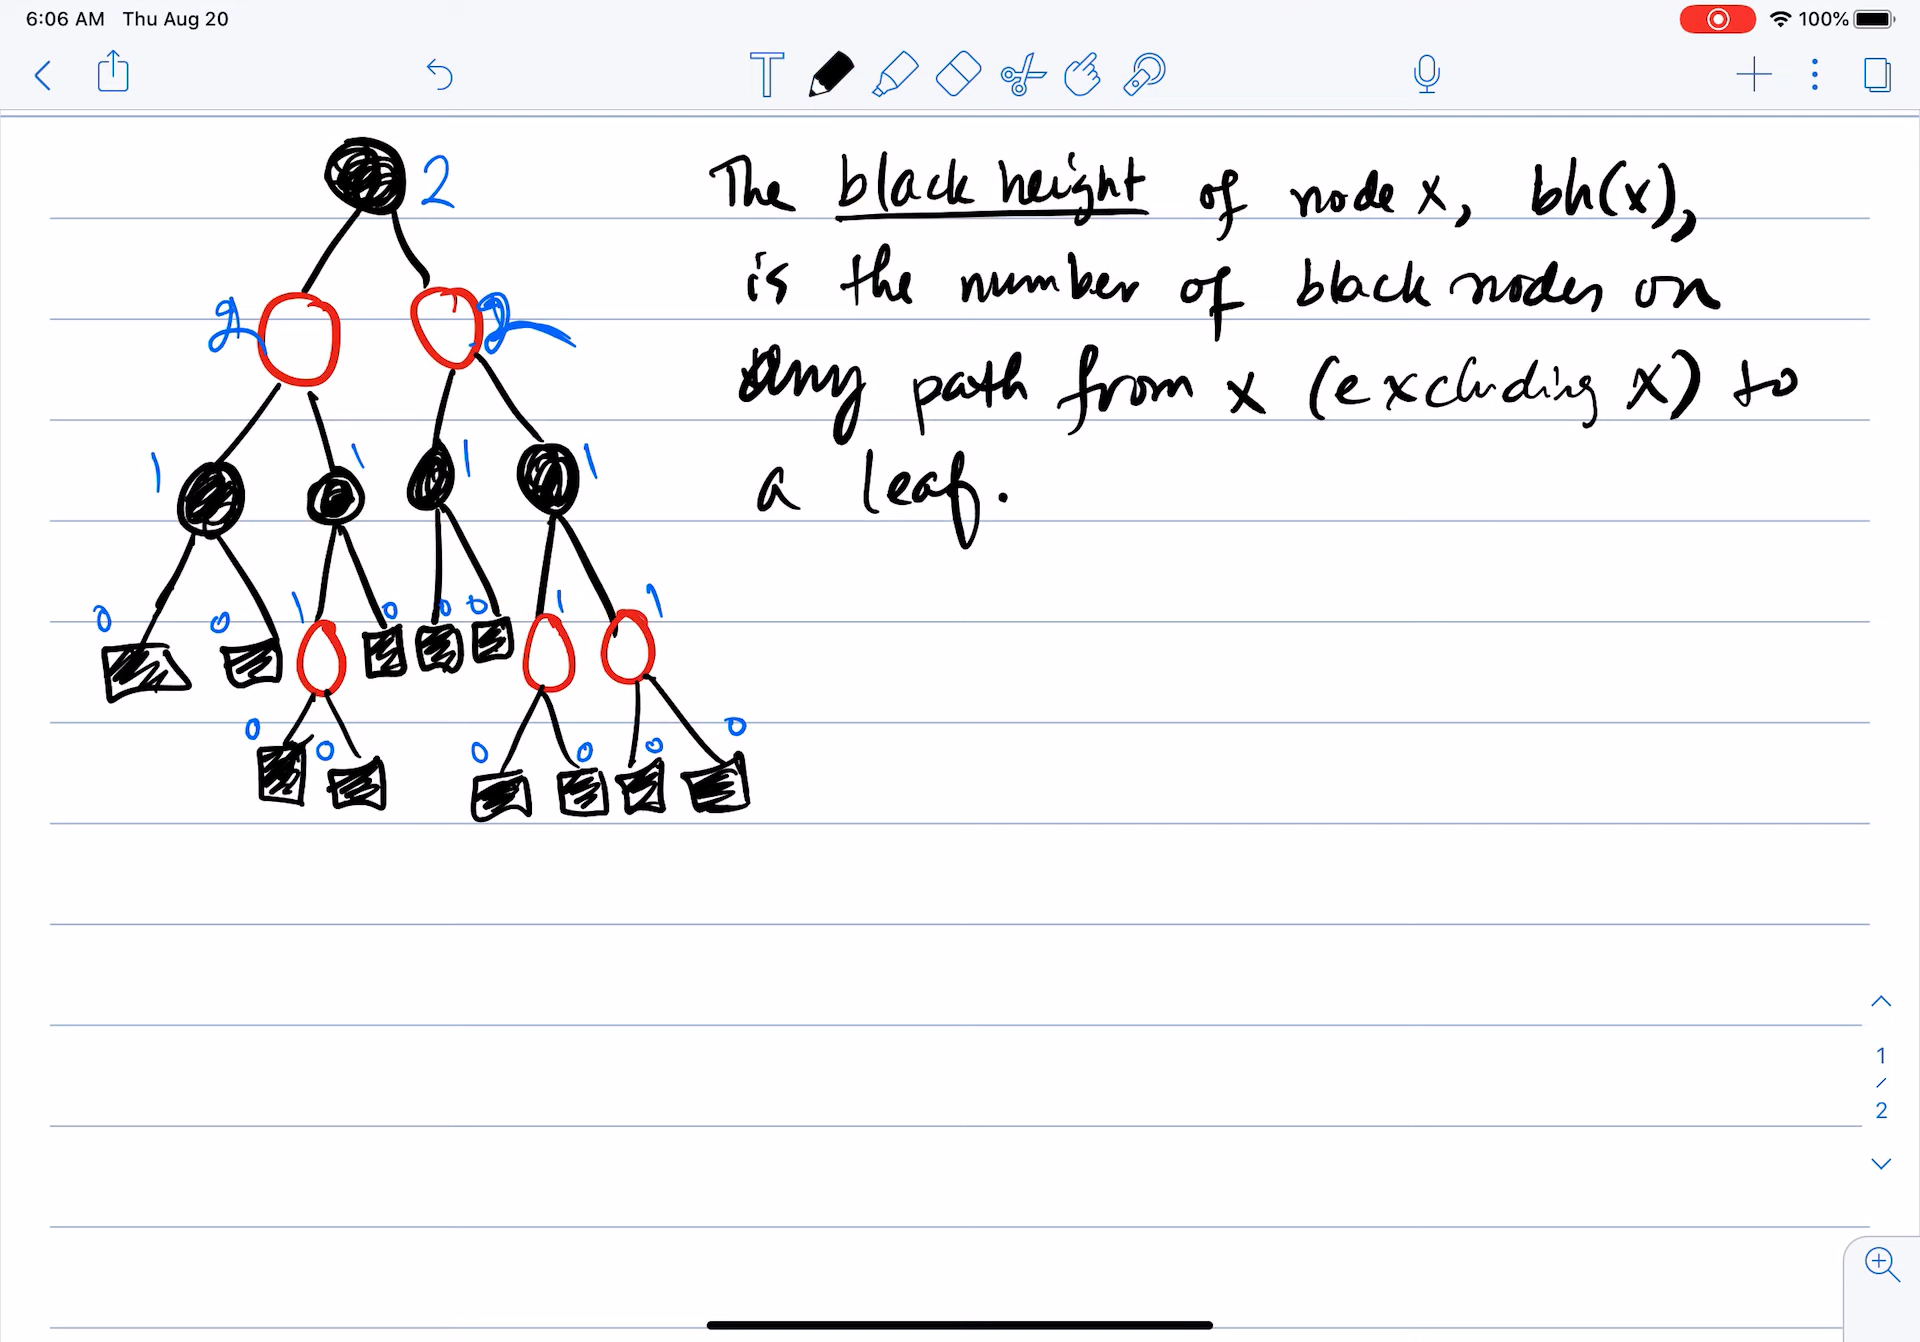 6:06 AM Thu Aug 20
100%
T
2
The black height of node x, bh(x),
is the number of black nodes on
any path from x (excluding x) to
a leaf.
2 2
1 1 1 1
0 0 1 0 0 0 1 1
0 0 0 0 0 0
1
/
2